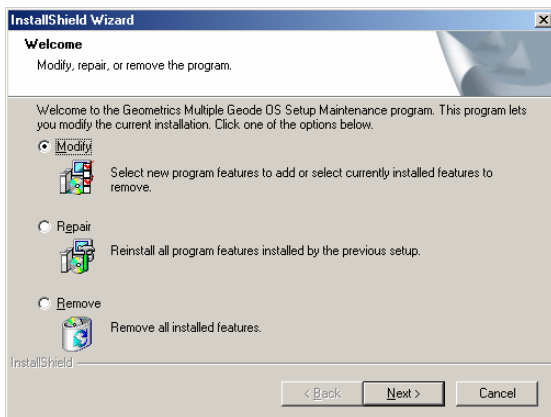 InstallShield Wizard
Welcome
Modify, repair, or remove the program.
Welcome to the Geometrics Multiple Geode OS Setup Maintenance program. This program lets
you modify the current installation. Click one of the options below.
Modify
Select new program features to add or select currently installed features to
remove.
Repair
Reinstall all program features installed by the previous setup.
Remove
Remove all installed features.
InstallShield
< Back Next > Cancel